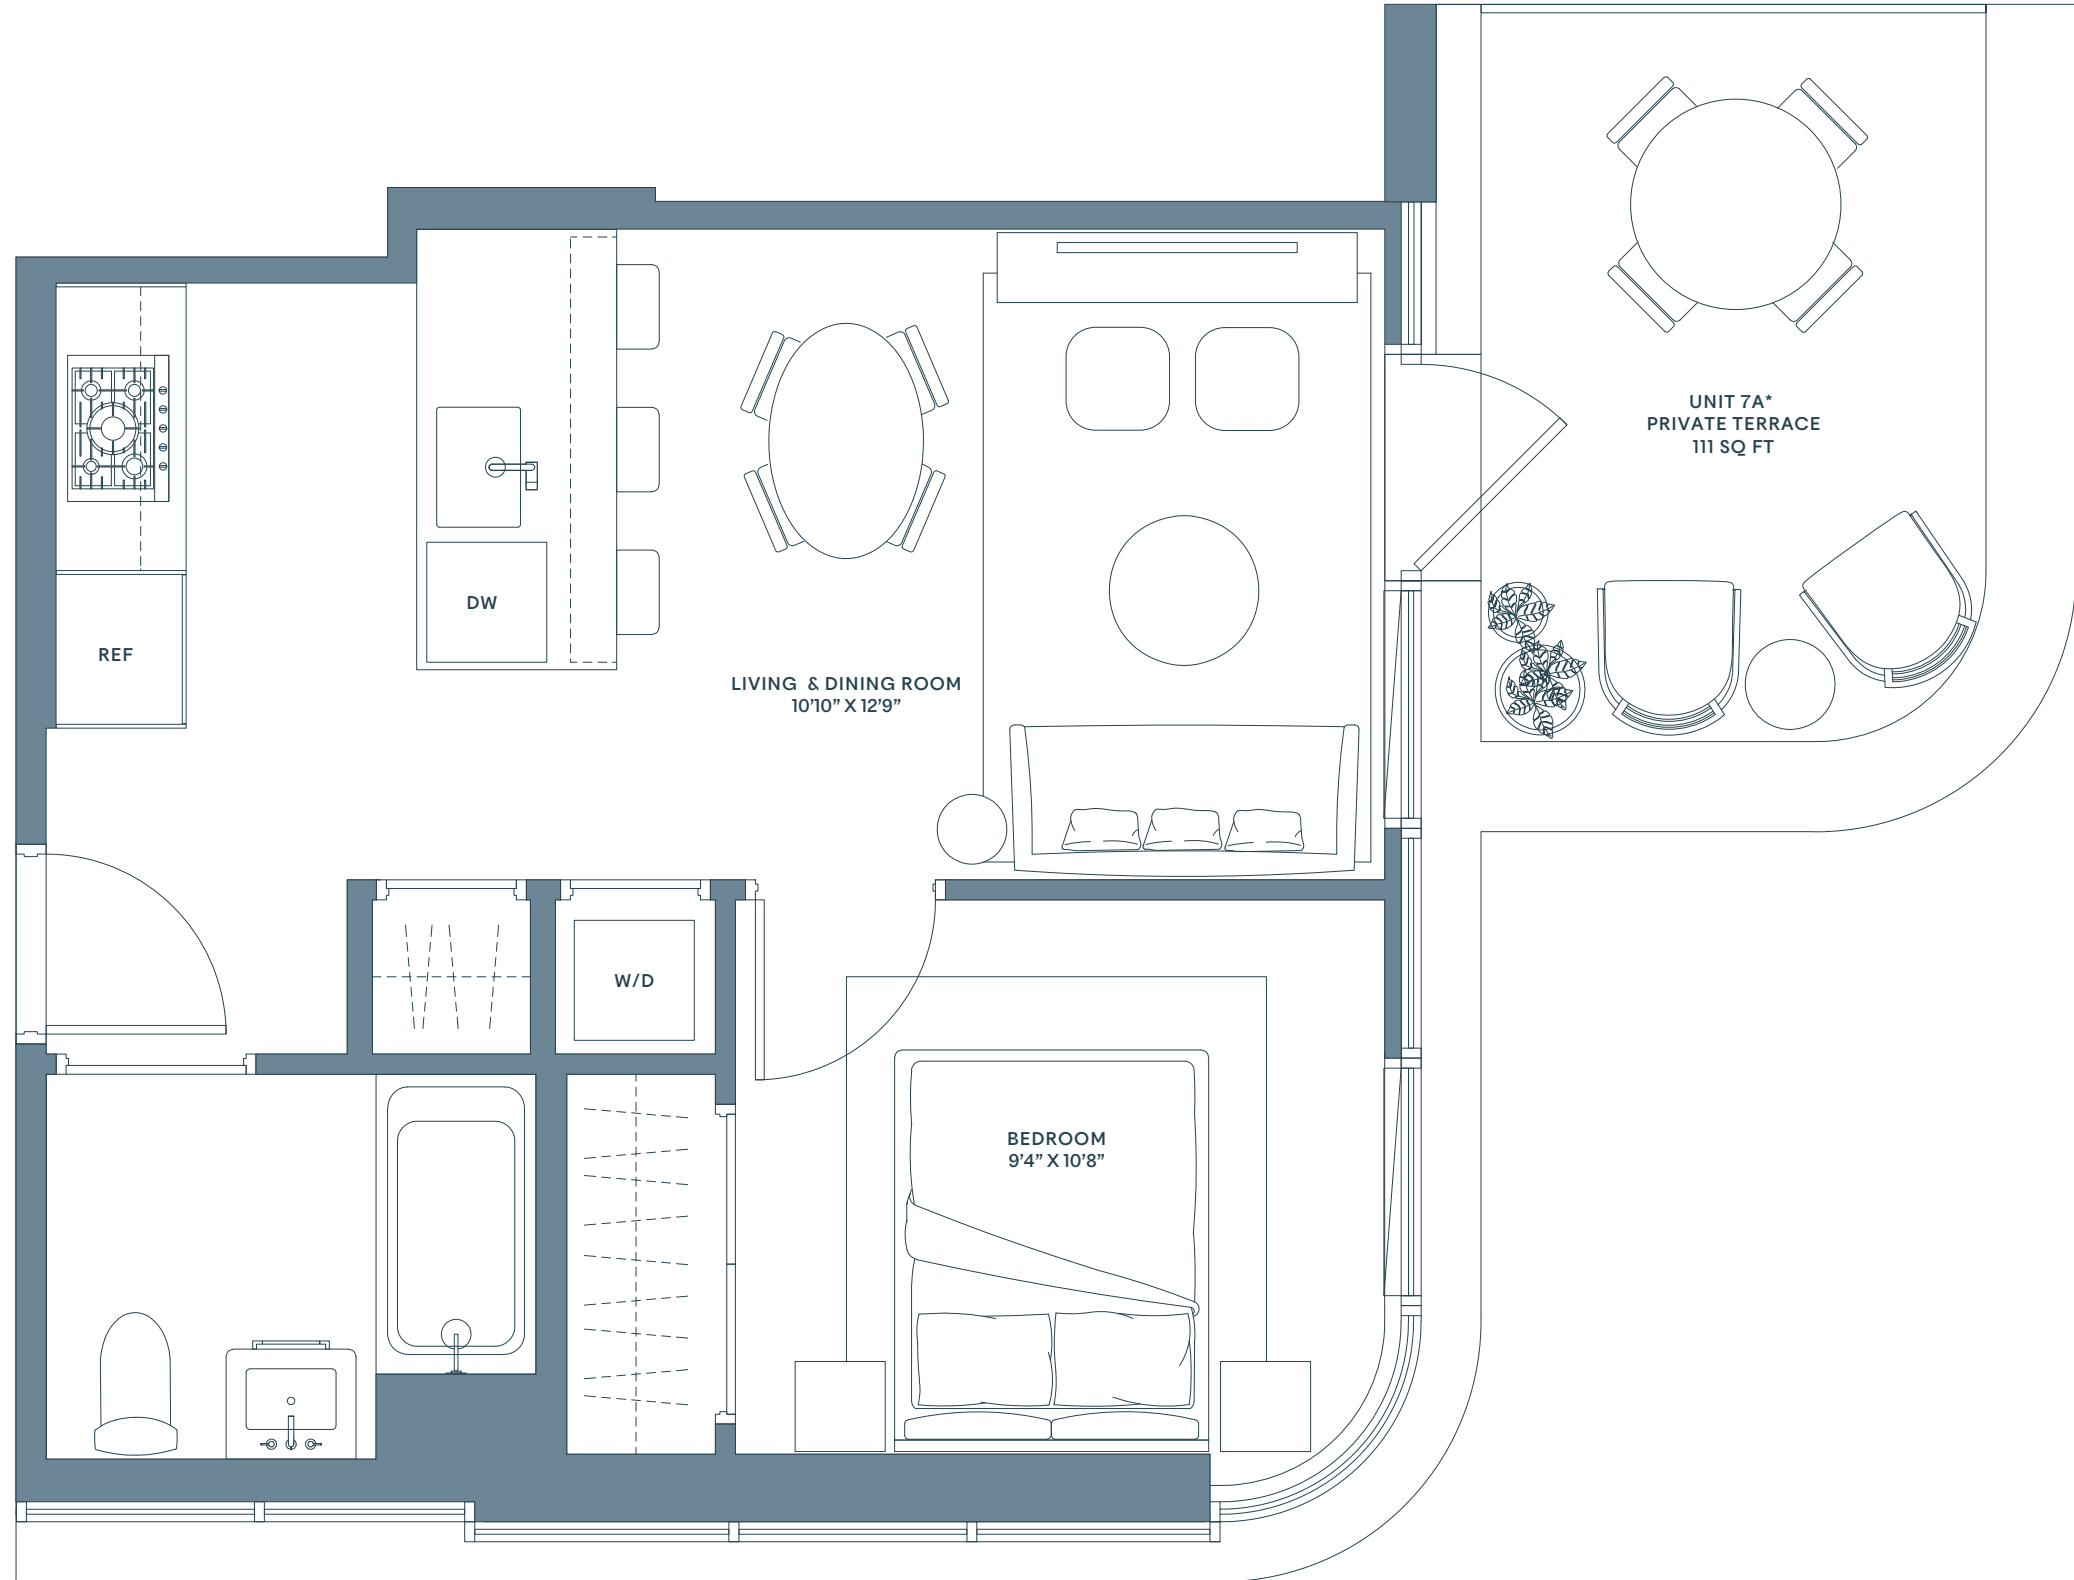 UNIT 7A*
PRIVATE TERRACE
111 SQ FT
DW
REF
LIVING & DINING ROOM
10'10” X 12'9”
W/D
BEDROOM
9'4” X 10'8”